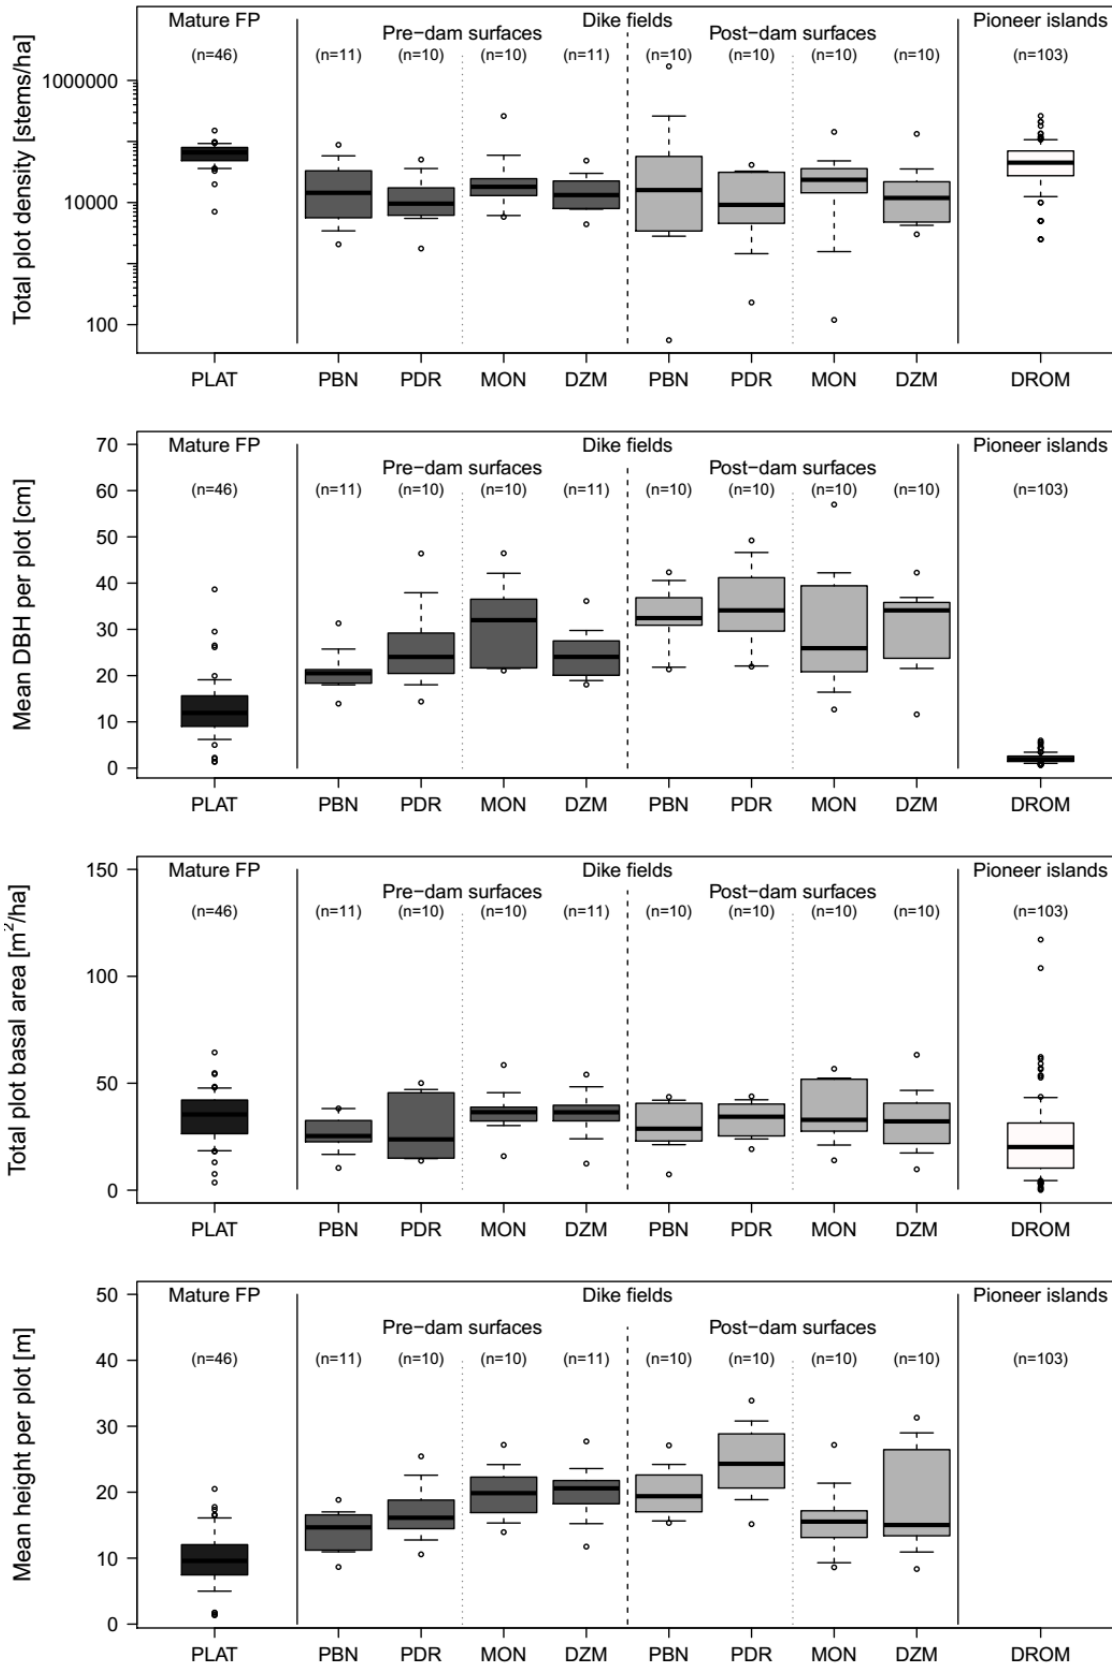 Mature FP Dike fields Pioneer islands
Pre−dam surfaces Post−dam surfaces
(n=46) (n=11) (n=10) (n=10) (n=11) (n=10) (n=10) (n=10) (n=10) (n=103)
Total plot density [stems/ha]
1000000
10000
100
PLAT PBN PDR MON DZM PBN PDR MON DZM DROM
Mature FP Dike fields Pioneer islands
Pre−dam surfaces Post−dam surfaces
(n=46) (n=11) (n=10) (n=10) (n=11) (n=10) (n=10) (n=10) (n=10) (n=103)
Mean DBH per plot [cm]
70
60
50
40
30
20
10
0
PLAT PBN PDR MON DZM PBN PDR MON DZM DROM
Mature FP Dike fields Pioneer islands
Pre−dam surfaces Post−dam surfaces
(n=46) (n=11) (n=10) (n=10) (n=11) (n=10) (n=10) (n=10) (n=10) (n=103)
Total plot basal area [m²/ha]
150
100
50
0
PLAT PBN PDR MON DZM PBN PDR MON DZM DROM
Mature FP Dike fields Pioneer islands
Pre−dam surfaces Post−dam surfaces
(n=46) (n=11) (n=10) (n=10) (n=11) (n=10) (n=10) (n=10) (n=10) (n=103)
Mean height per plot [m]
50
40
30
20
10
0
PLAT PBN PDR MON DZM PBN PDR MON DZM DROM